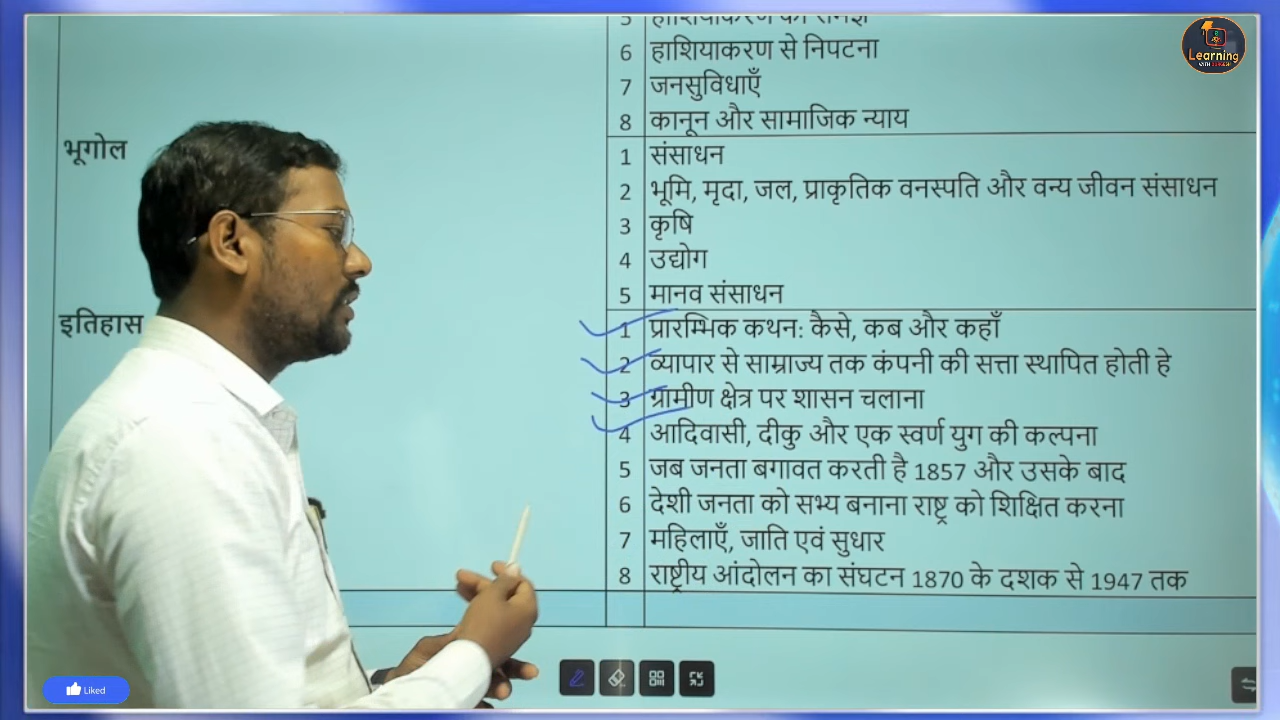 5 हाशियाकरण की समझ
6 हाशियाकरण से निपटना
7 जनसुविधाएँ
8 कानून और सामाजिक न्याय
भूगोल
1 संसाधन
2 भूमि, मृदा, जल, प्राकृतिक वनस्पति और वन्य जीवन संसाधन
3 कृषि
4 उद्योग
5 मानव संसाधन
इतिहास
1 प्रारम्भिक कथन: कैसे, कब और कहाँ
2 व्यापार से साम्राज्य तक कंपनी की सत्ता स्थापित होती हे
3 ग्रामीण क्षेत्र पर शासन चलाना
4 आदिवासी, दीकु और एक स्वर्ण युग की कल्पना
5 जब जनता बगावत करती है 1857 और उसके बाद
6 देशी जनता को सभ्य बनाना राष्ट्र को शिक्षित करना
7 महिलाएँ, जाति एवं सुधार
8 राष्ट्रीय आंदोलन का संघटन 1870 के दशक से 1947 तक
Learning
Liked